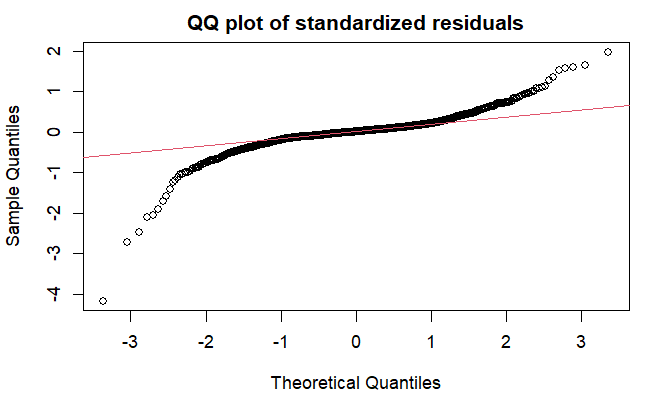 QQ plot of standardized residuals
2
1
0
-1
-2
-3
-4
Sample Quantiles
-3 -2 -1 0 1 2 3
Theoretical Quantiles